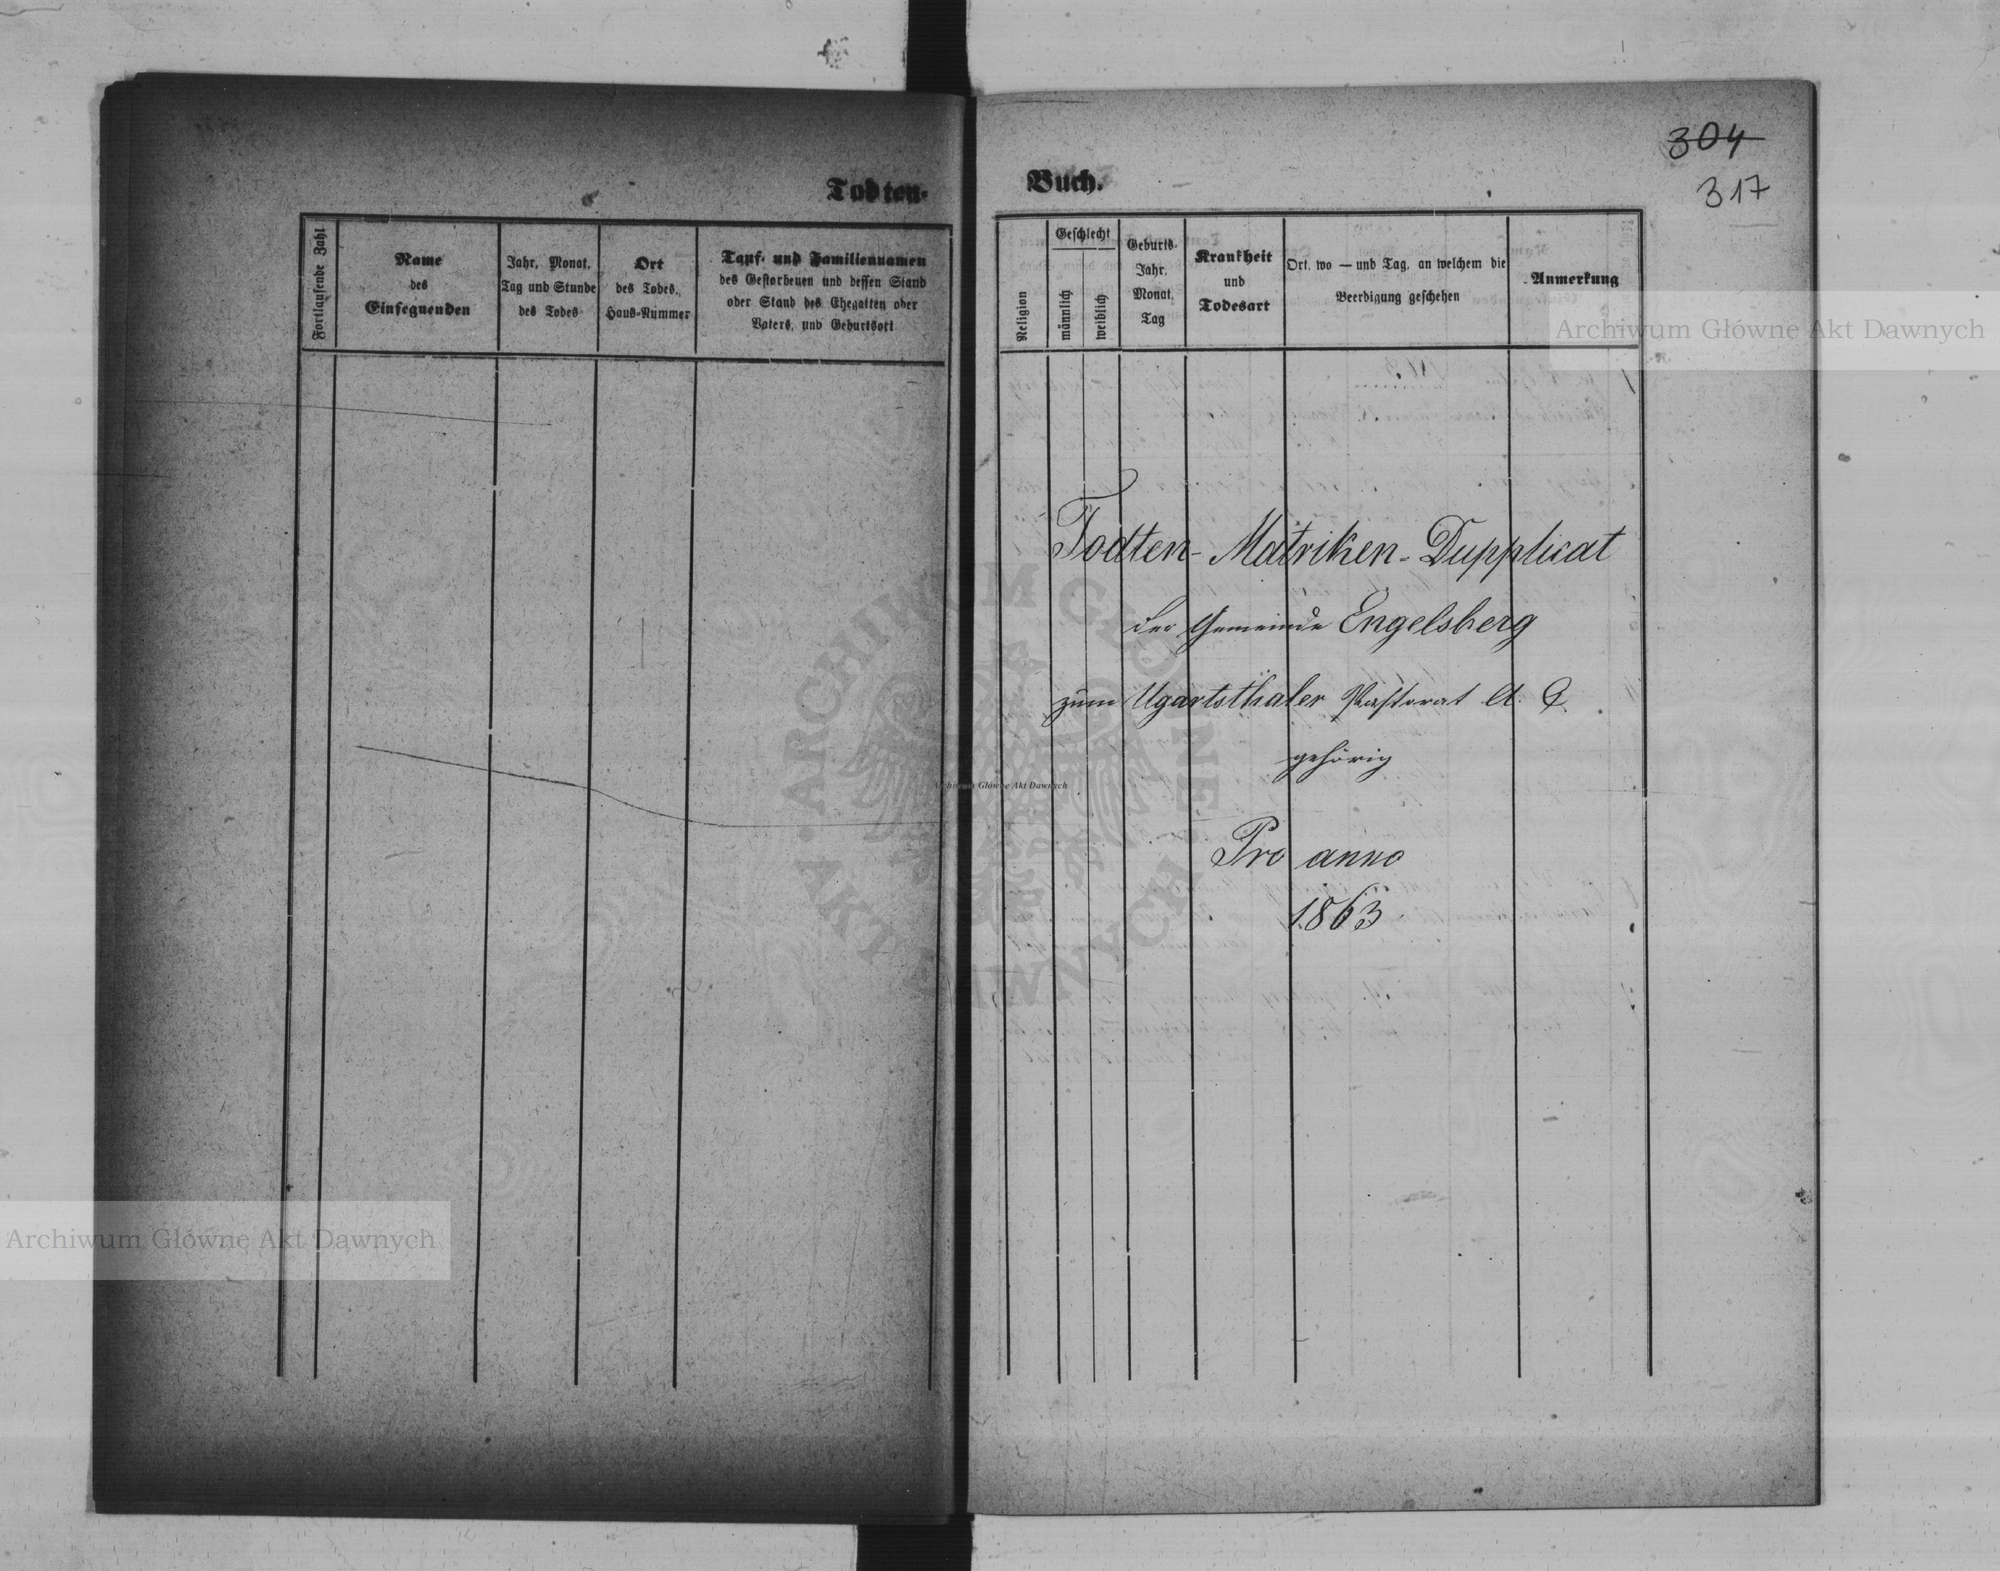 Todten-
Fortlaufende Zahl
Name
des
Einsegnenden
Jahr, Monat,
Tag und Stunde
des Todes
Ort
des Todes,
Haus-Nummer
Tauf- und Familiennamen
des Gestorbenen und dessen Stand
oder Stand des Ehegatten oder
Vaters, und Geburtsort
Buch.
304
317
Religion
Geschlecht
männlich
weiblich
Geburts-
Jahr,
Monat,
Tag
Krankheit
und
Todesart
Ort, wo — und Tag, an welchem die
Beerdigung geschehen
Anmerkung
Todten-Matriken-Dupplicat
der Gemeinde Engelsberg
zum Ugartsthaler Pastorat A. C.
gehörig
Pro anno
1863
Archiwum Główne Akt Dawnych
Archiwum Główne Akt Dawnych
Archiwum Główne Akt Dawnych
ARCHIWUM GŁÓWNE
AKT DAWNYCH